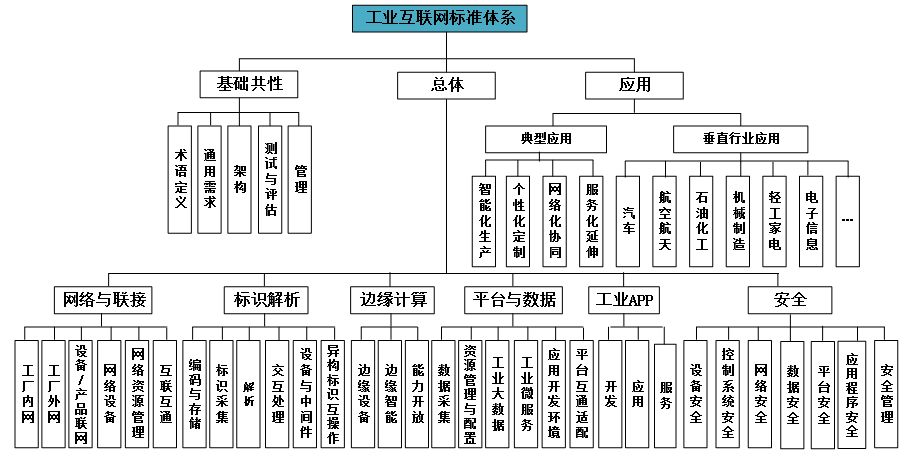 工业互联网标准体系
基础共性
总体
应用
典型应用
垂直行业应用
术语定义
通用需求
架构
测试与评估
管理
智能化生产
个性化定制
网络化协同
服务化延伸
汽车
航空航天
石油化工
机械制造
轻工家电
电子信息
...
网络与联接
标识解析
边缘计算
平台与数据
工业APP
安全
工厂内网
工厂外网
设备/产品联网
网络设备
网络资源管理
互联互通
编码与存储
标识采集
解析
交互处理
设备与中间件
异构标识互操作
边缘设备
边缘智能
能力开放
数据采集
资源管理与配置
工业大数据
工业微服务
应用开发环境
平台互通适配
开发
应用
服务
设备安全
控制系统安全
网络安全
数据安全
平台安全
应用程序安全
安全管理